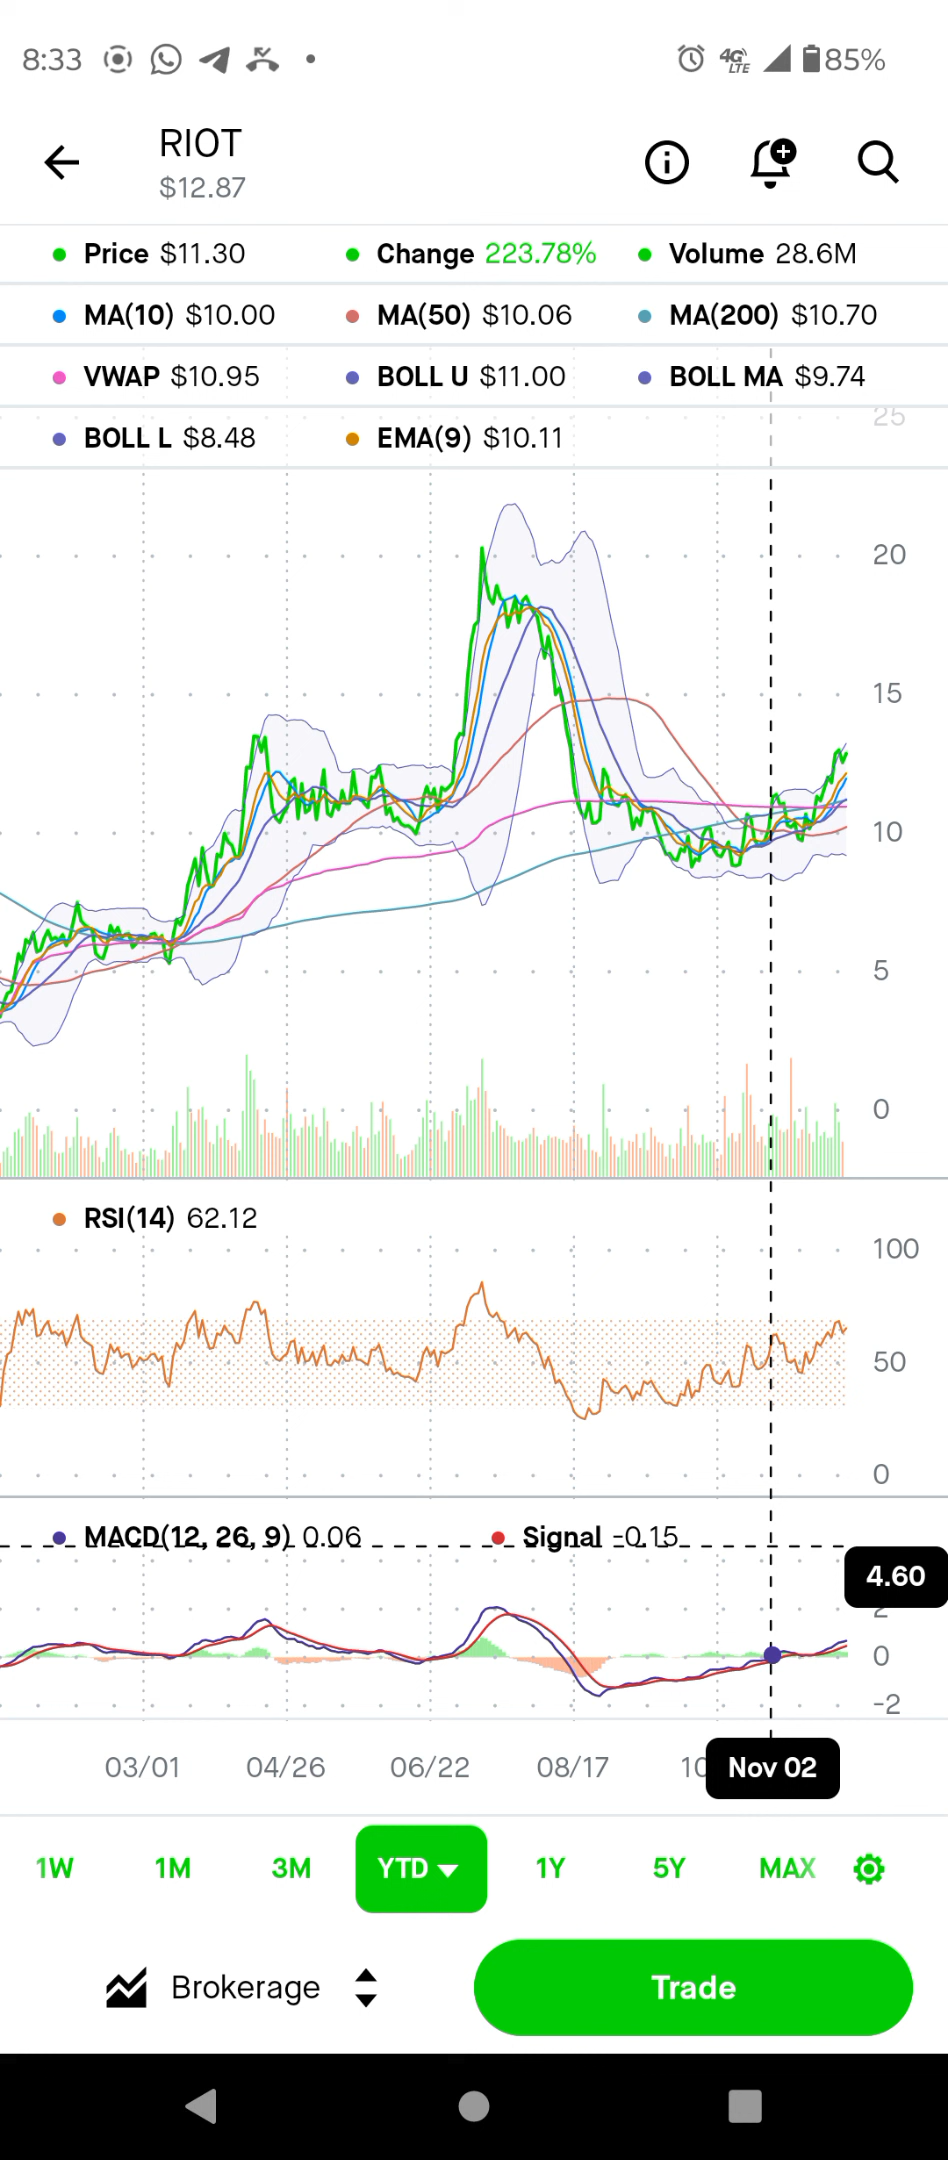 8:33 4G LTE 85%
RIOT
$12.87
Price $11.30 Change 223.78% Volume 28.6M
MA(10) $10.00 MA(50) $10.06 MA(200) $10.70
VWAP $10.95 BOLL U $11.00 BOLL MA $9.74
25
BOLL L $8.48 EMA(9) $10.11
20
15
10
5
0
RSI(14) 62.12
100
50
0
MACD(12, 26, 9) 0.06 Signal -0.15
4.60
2
0
-2
03/01 04/26 06/22 08/17 10 Nov 02
1W 1M 3M YTD 1Y 5Y MAX
Brokerage Trade